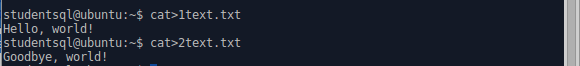 studentsql@ubuntu:~$ cat>1text.txt
Hello, world!
studentsql@ubuntu:~$ cat>2text.txt
Goodbye, world!